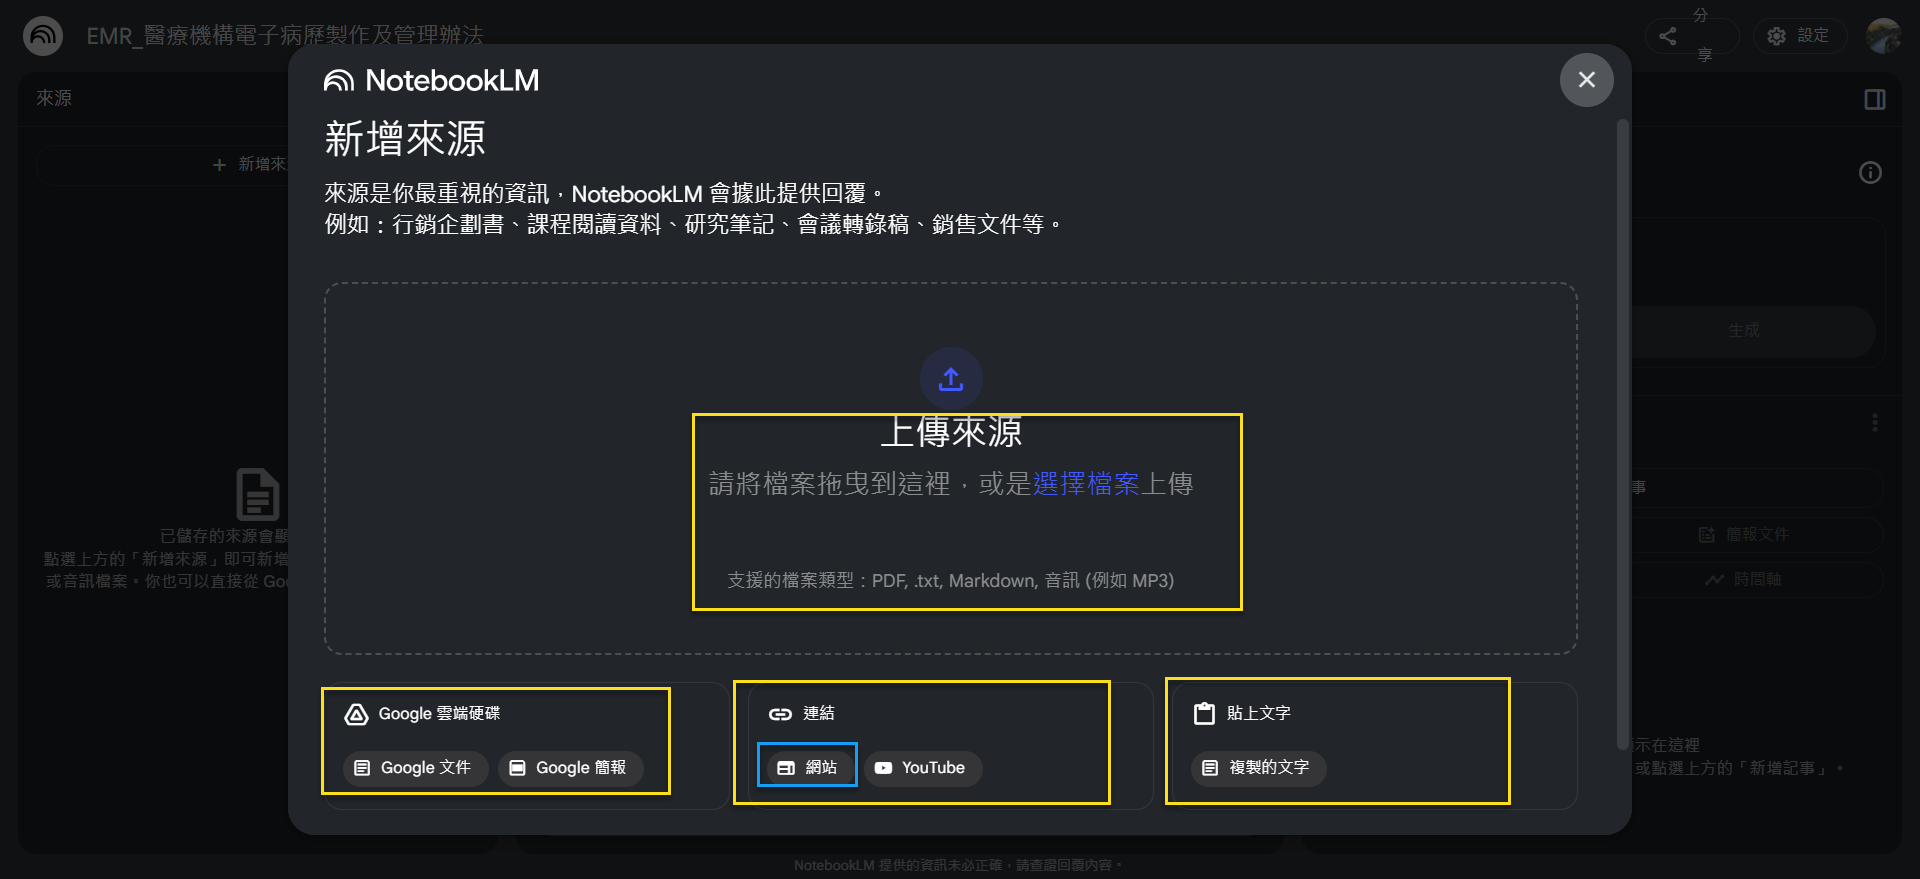 EMR_醫療機構電子病歷製作及管理辦法
分
享
設定
來源
NotebookLM
新增來源
+ 新增來
來源是你最重視的資訊，NotebookLM 會據此提供回覆。
例如：行銷企劃書、課程閱讀資料、研究筆記、會議轉錄稿、銷售文件等。
生成
上傳來源
請將檔案拖曳到這裡，或是選擇檔案上傳
支援的檔案類型：PDF, .txt, Markdown, 音訊 (例如 MP3)
已儲存的來源會顯
點選上方的「新增來源」即可新增
或音訊檔案。你也可以直接從 Goo
事
簡報文件
時間軸
Google 雲端硬碟
Google 文件
Google 簡報
連結
網站
YouTube
貼上文字
複製的文字
示在這裡
或點選上方的「新增記事」。
NotebookLM 提供的資訊未必正確，請查證回覆內容。